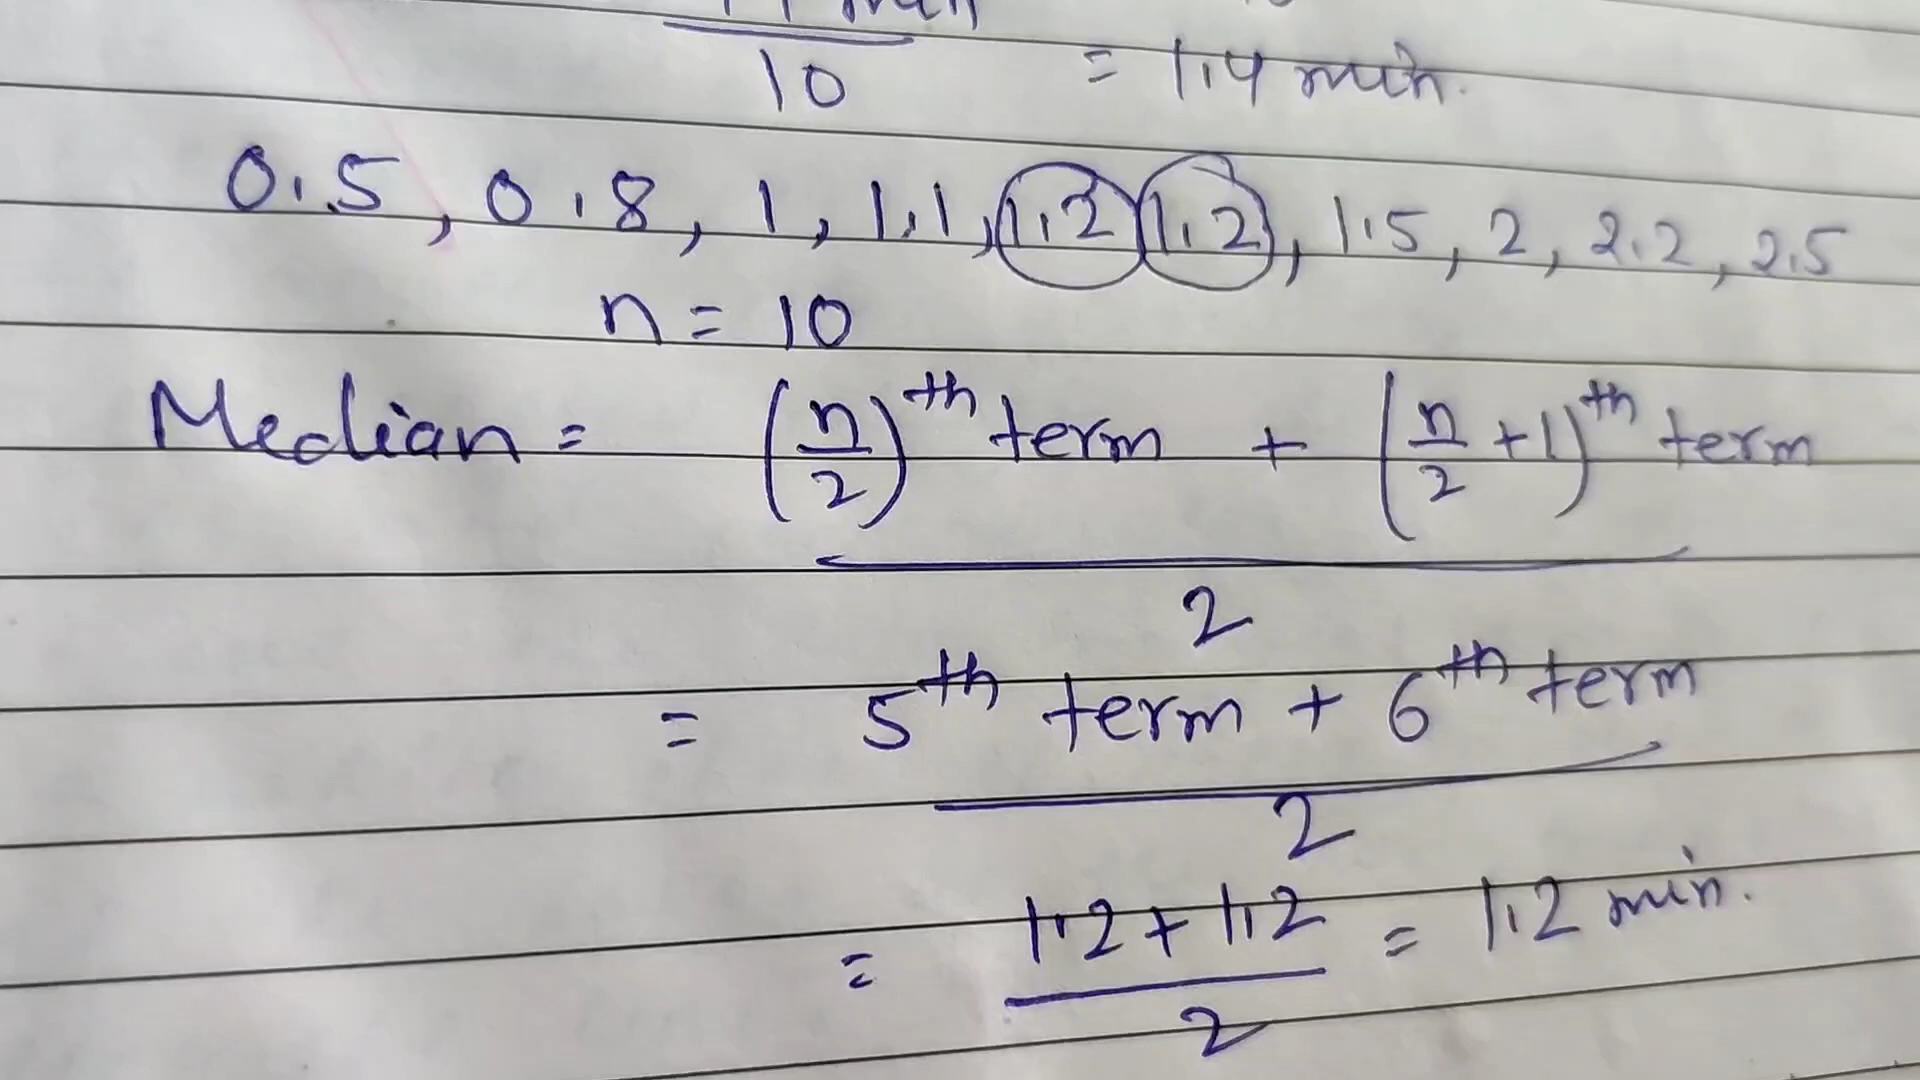 10 = 1.4 min.
0.5, 0.8, 1, 1.1, 1.2 1.2, 1.5, 2, 2.2, 2.5
n = 10
Median = (n/2)th term + (n/2 + 1)th term
2
= 5th term + 6th term
2
= 1.2 + 1.2 = 1.2 min.
2